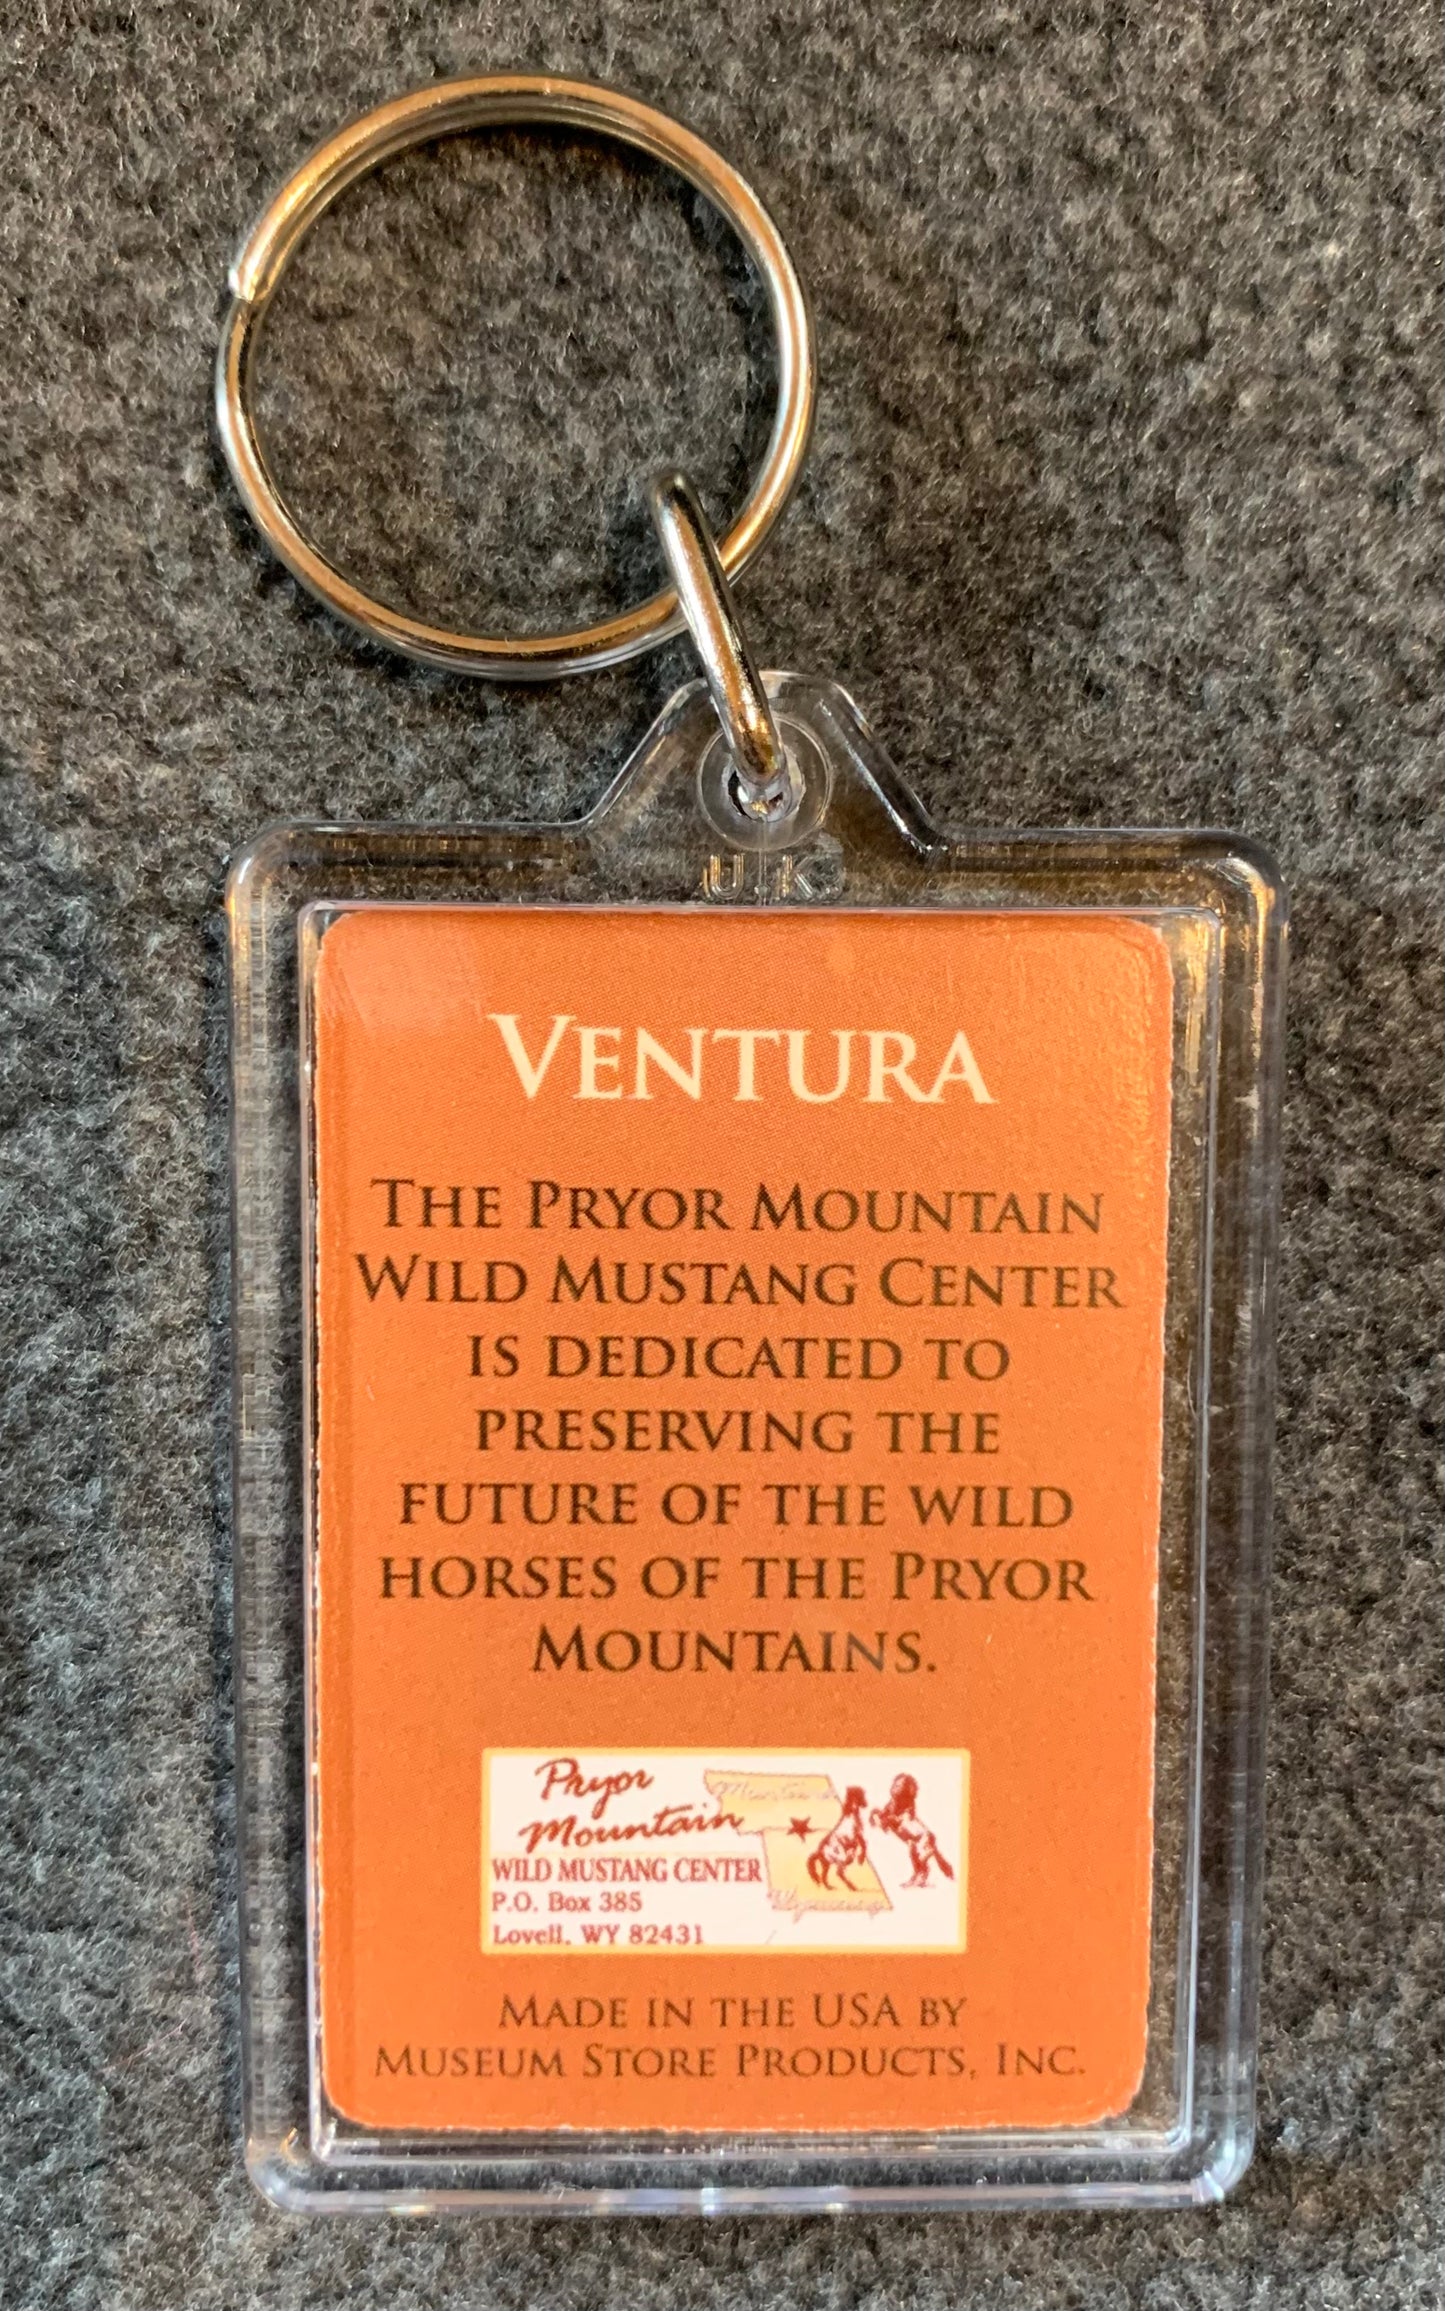 U.K.
VENTURA
THE PRYOR MOUNTAIN
WILD MUSTANG CENTER
IS DEDICATED TO
PRESERVING THE
FUTURE OF THE WILD
HORSES OF THE PRYOR
MOUNTAINS.
Pryor
Mountain
Montana
WILD MUSTANG CENTER
P.O. Box 385
Lovell, WY 82431
Wyoming
MADE IN THE USA BY
MUSEUM STORE PRODUCTS, INC.